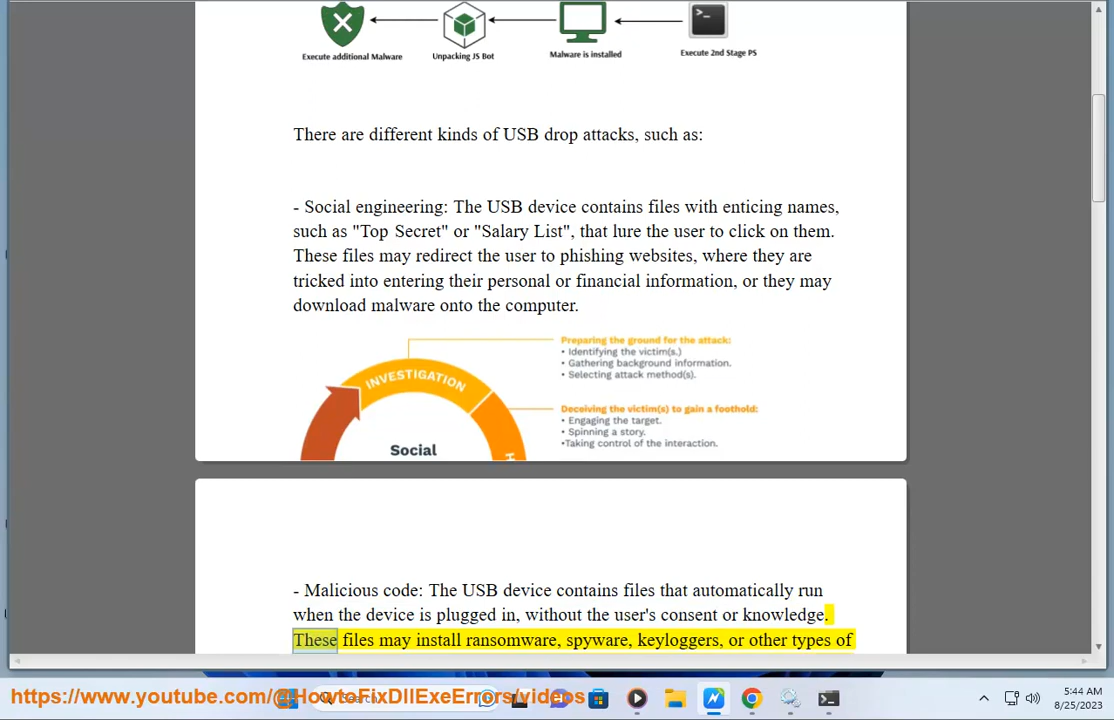 >_
Execute additional Malware
Unpacking JS Bot
Malware is installed
Execute 2nd Stage PS
There are different kinds of USB drop attacks, such as:
- Social engineering: The USB device contains files with enticing names,
such as "Top Secret" or "Salary List", that lure the user to click on them.
These files may redirect the user to phishing websites, where they are
tricked into entering their personal or financial information, or they may
download malware onto the computer.
Preparing the ground for the attack:
• Identifying the victim(s.)
• Gathering background information.
• Selecting attack method(s).
INVESTIGATION
Deceiving the victim(s) to gain a foothold:
• Engaging the target.
• Spinning a story.
•Taking control of the interaction.
Social
H
- Malicious code: The USB device contains files that automatically run
when the device is plugged in, without the user's consent or knowledge.
These files may install ransomware, spyware, keyloggers, or other types of
https://www.youtube.com/@HowtoFixDllExeErrors/videos
Search
5:44 AM
8/25/2023